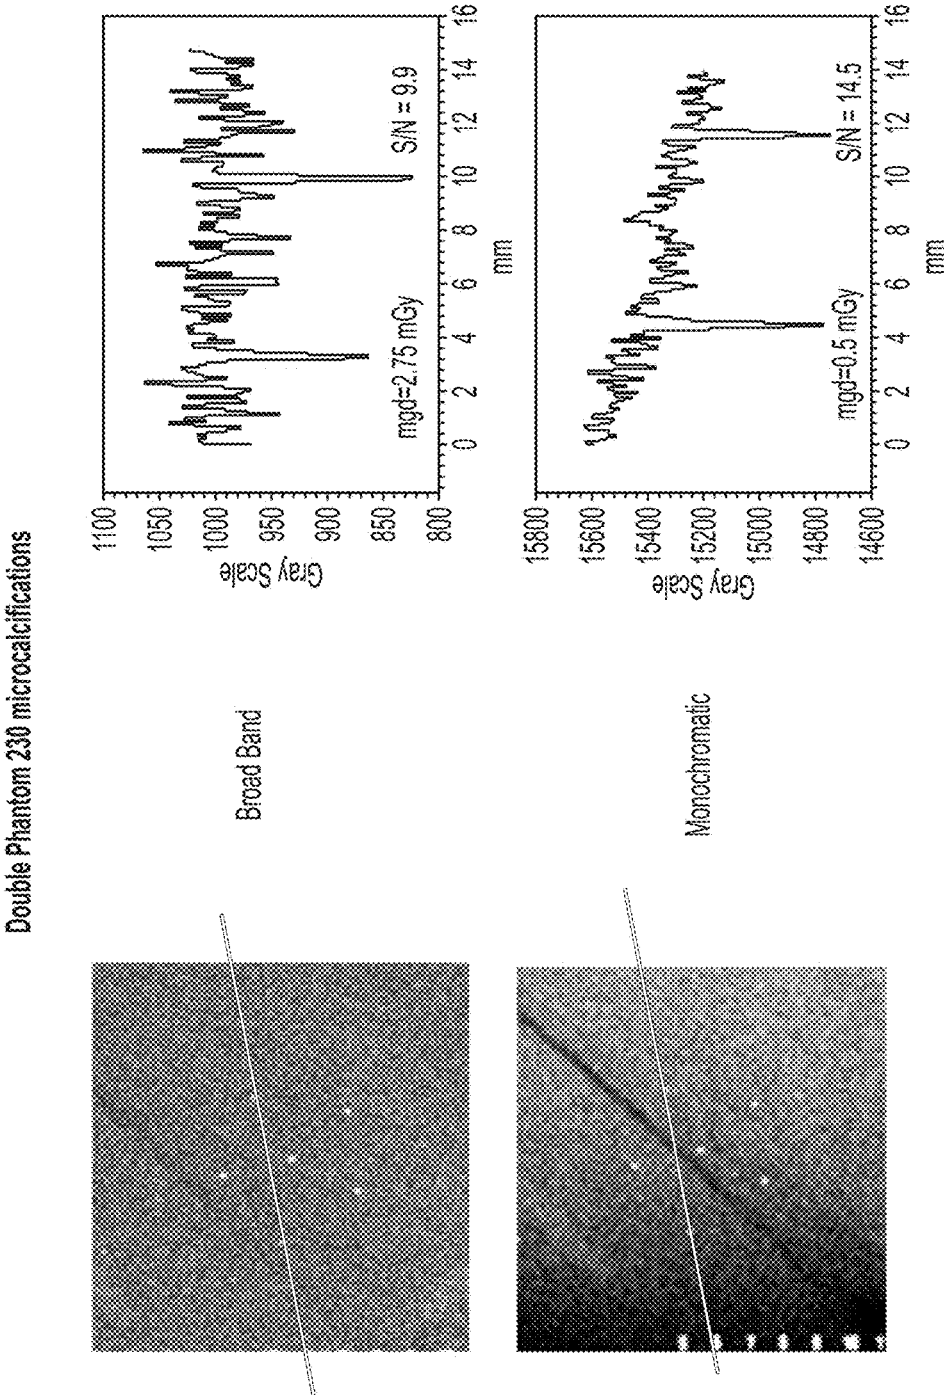 Double Phantom 230 microcalcifications
Broad Band
Gray Scale
1100
1050
1000
950
900
850
800
mgd=2.75 mGy
S/N = 9.9
0 2 4 6 8 10 12 14 16
mm
Monochromatic
Gray Scale
15800
15600
15400
15200
15000
14800
14600
mgd=0.5 mGy
S/N = 14.5
0 2 4 6 8 10 12 14 16
mm